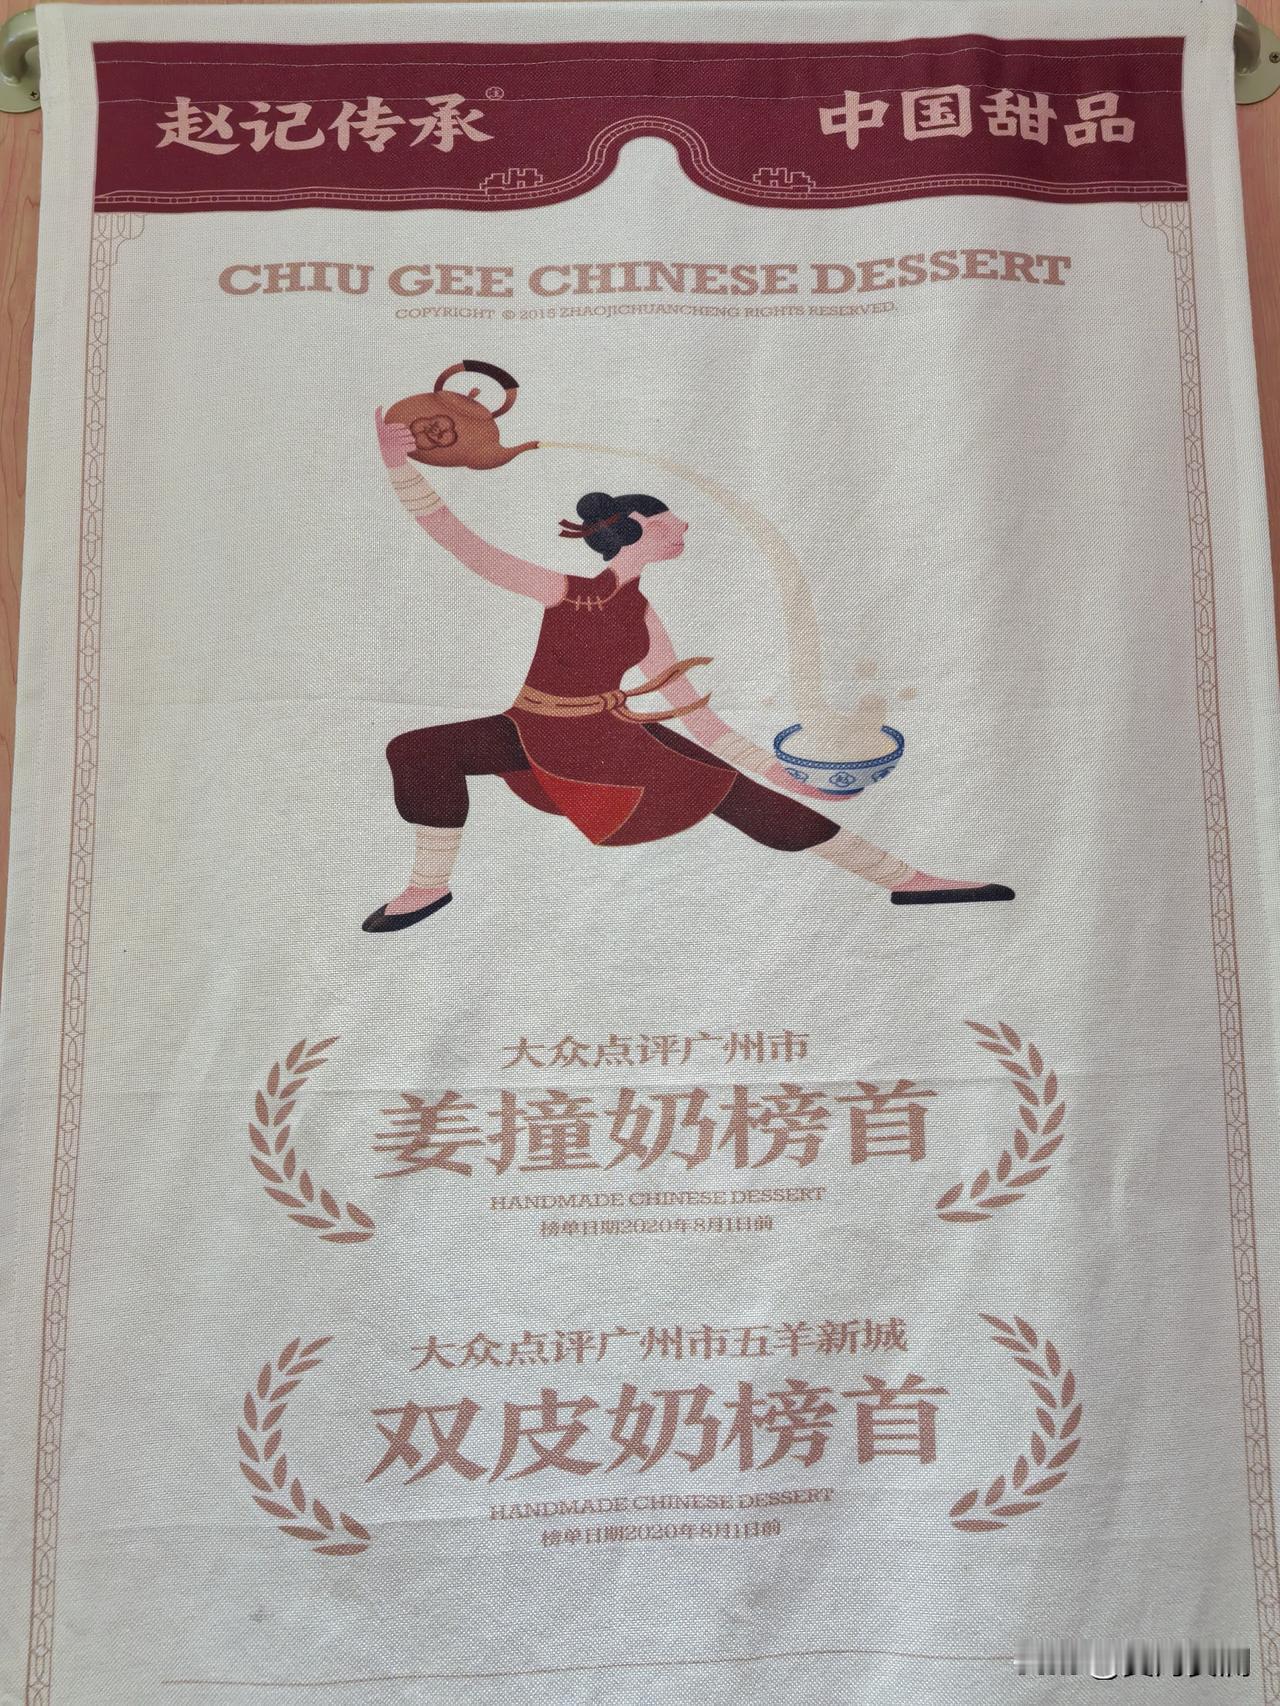 赵记传承®
中国甜品
CHIU GEE CHINESE DESSERT
COPYRIGHT © 2015 ZHAOJICHUANCHENG RIGHTS RESERVED.
大众点评广州市
姜撞奶榜首
HANDMADE CHINESE DESSERT
榜单日期2020年8月1日前
大众点评广州市五羊新城
双皮奶榜首
HANDMADE CHINESE DESSERT
榜单日期2020年8月1日前